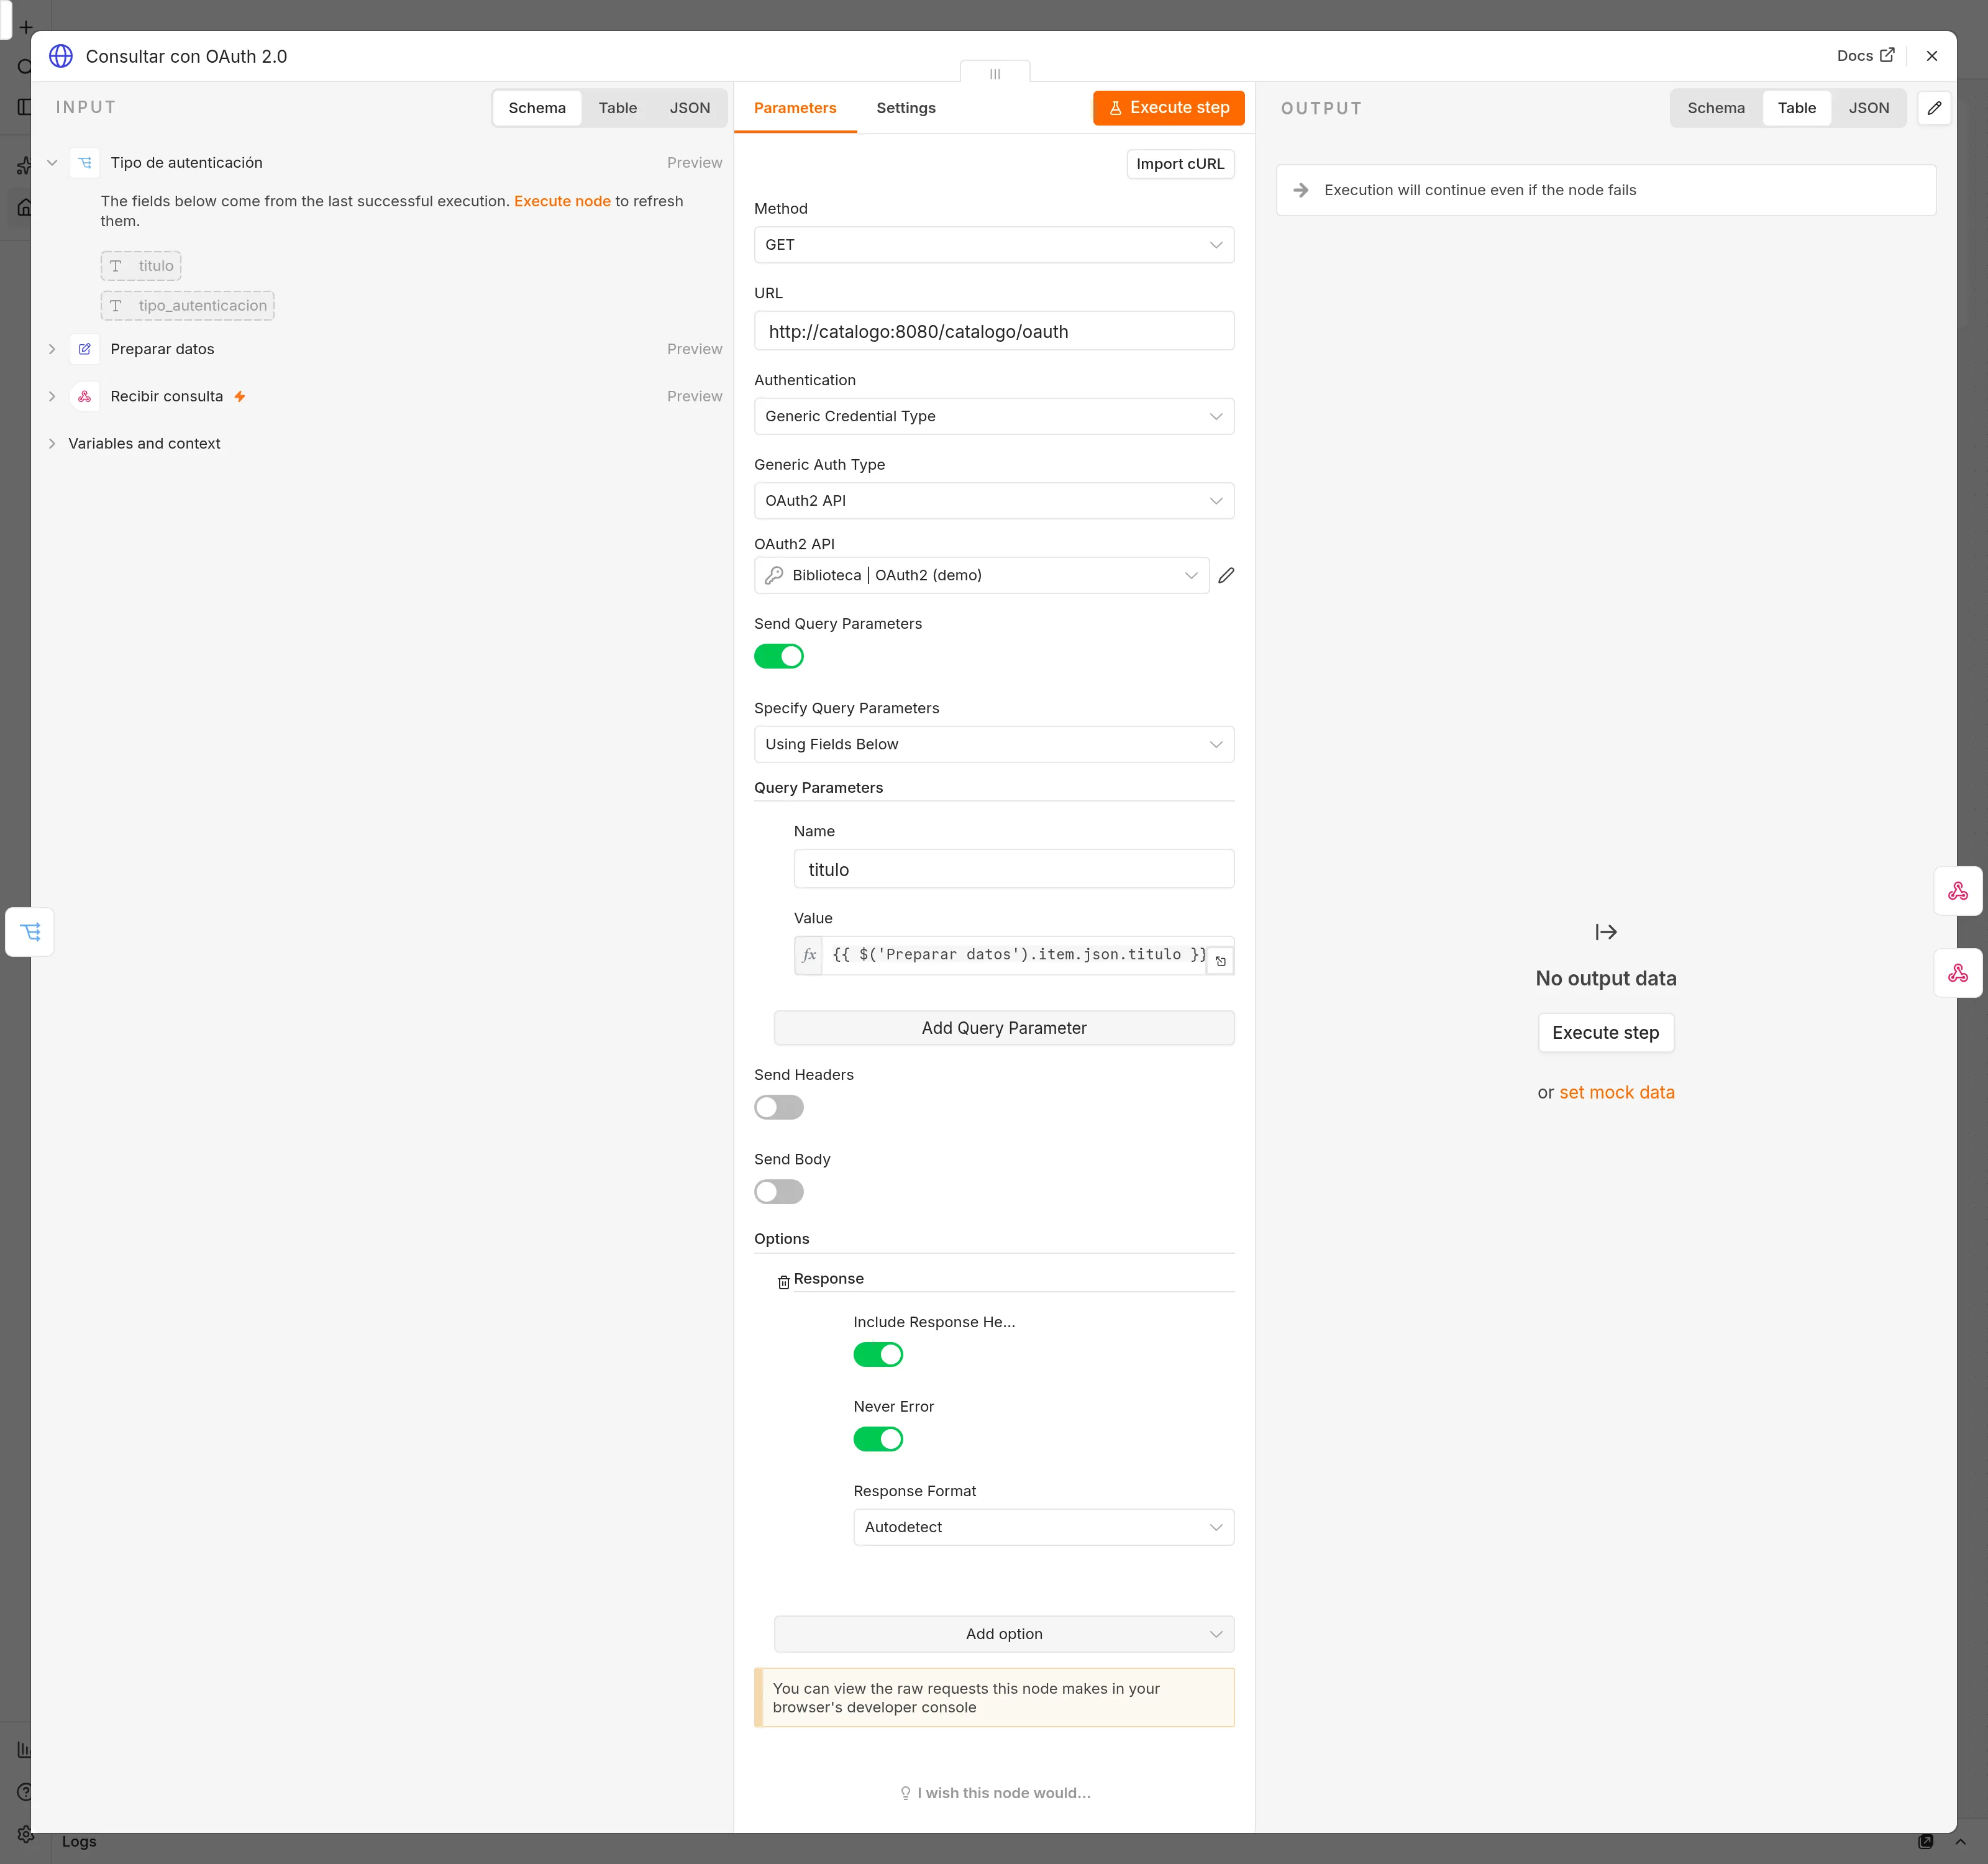 Consultar con OAuth 2.0
Docs
INPUT
Schema
Table
JSON
Tipo de autenticación
Preview
The fields below come from the last successful execution. Execute node to refresh
them.
T titulo
T tipo_autenticacion
Preparar datos
Preview
Recibir consulta
Preview
Variables and context
Parameters
Settings
Execute step
Import cURL
Method
GET
URL
http://catalogo:8080/catalogo/oauth
Authentication
Generic Credential Type
Generic Auth Type
OAuth2 API
OAuth2 API
Biblioteca | OAuth2 (demo)
Send Query Parameters
Specify Query Parameters
Using Fields Below
Query Parameters
Name
titulo
Value
fx {{ $('Preparar datos').item.json.titulo }}
Add Query Parameter
Send Headers
Send Body
Options
Response
Include Response He...
Never Error
Response Format
Autodetect
Add option
You can view the raw requests this node makes in your
browser's developer console
I wish this node would...
OUTPUT
Schema
Table
JSON
Execution will continue even if the node fails
No output data
Execute step
or set mock data
Logs